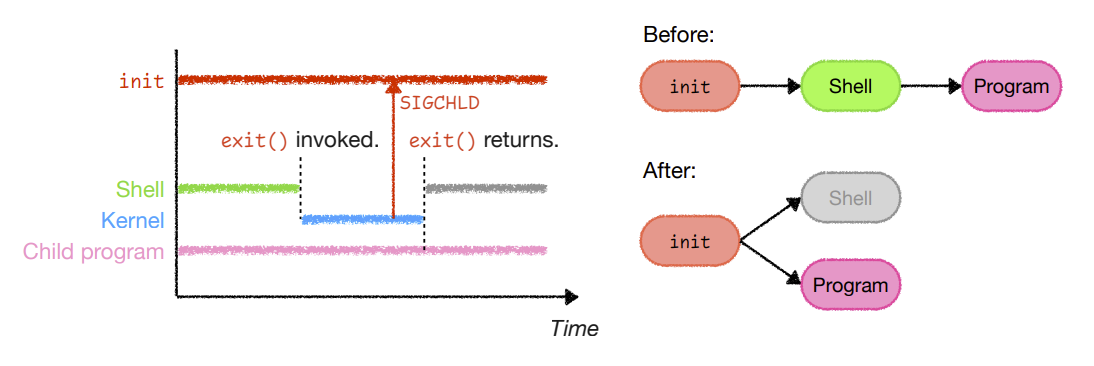 init
SIGCHLD
exit() invoked.
exit() returns.
Shell
Kernel
Child program
Time
Before:
init
Shell
Program
After:
Shell
init
Program